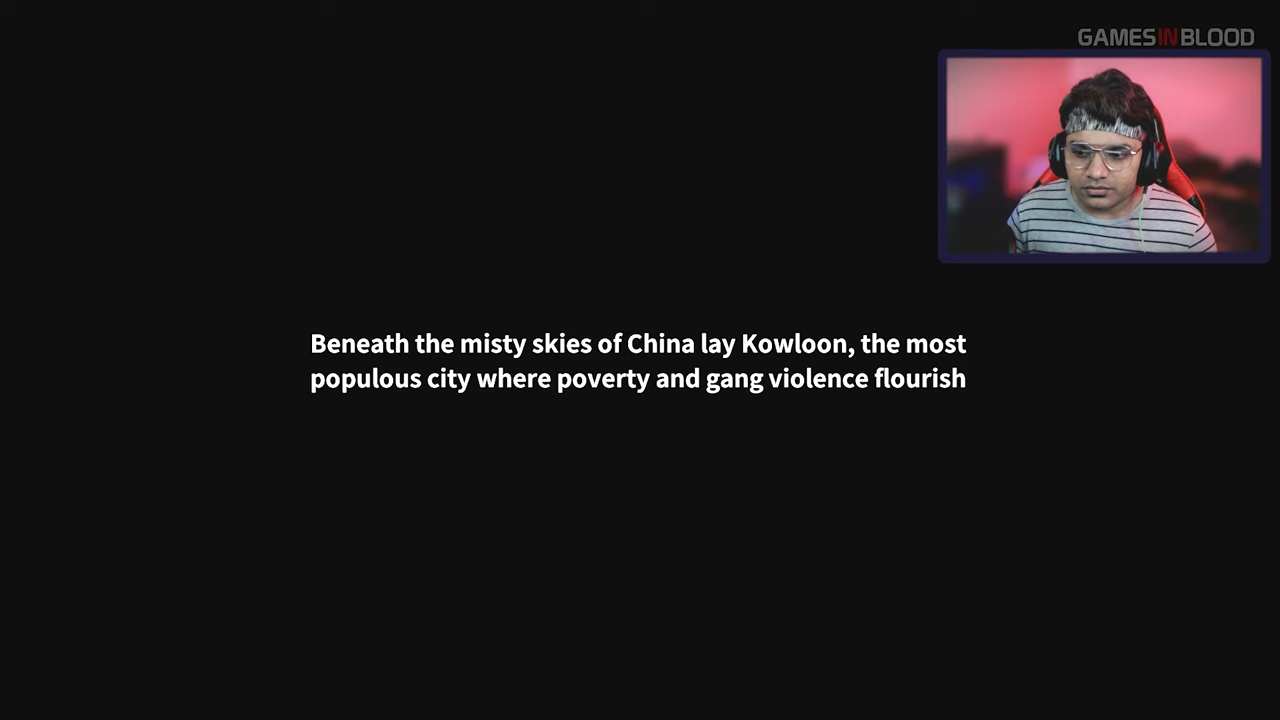 GAMESINBLOOD
Beneath the misty skies of China lay Kowloon, the most
populous city where poverty and gang violence flourish